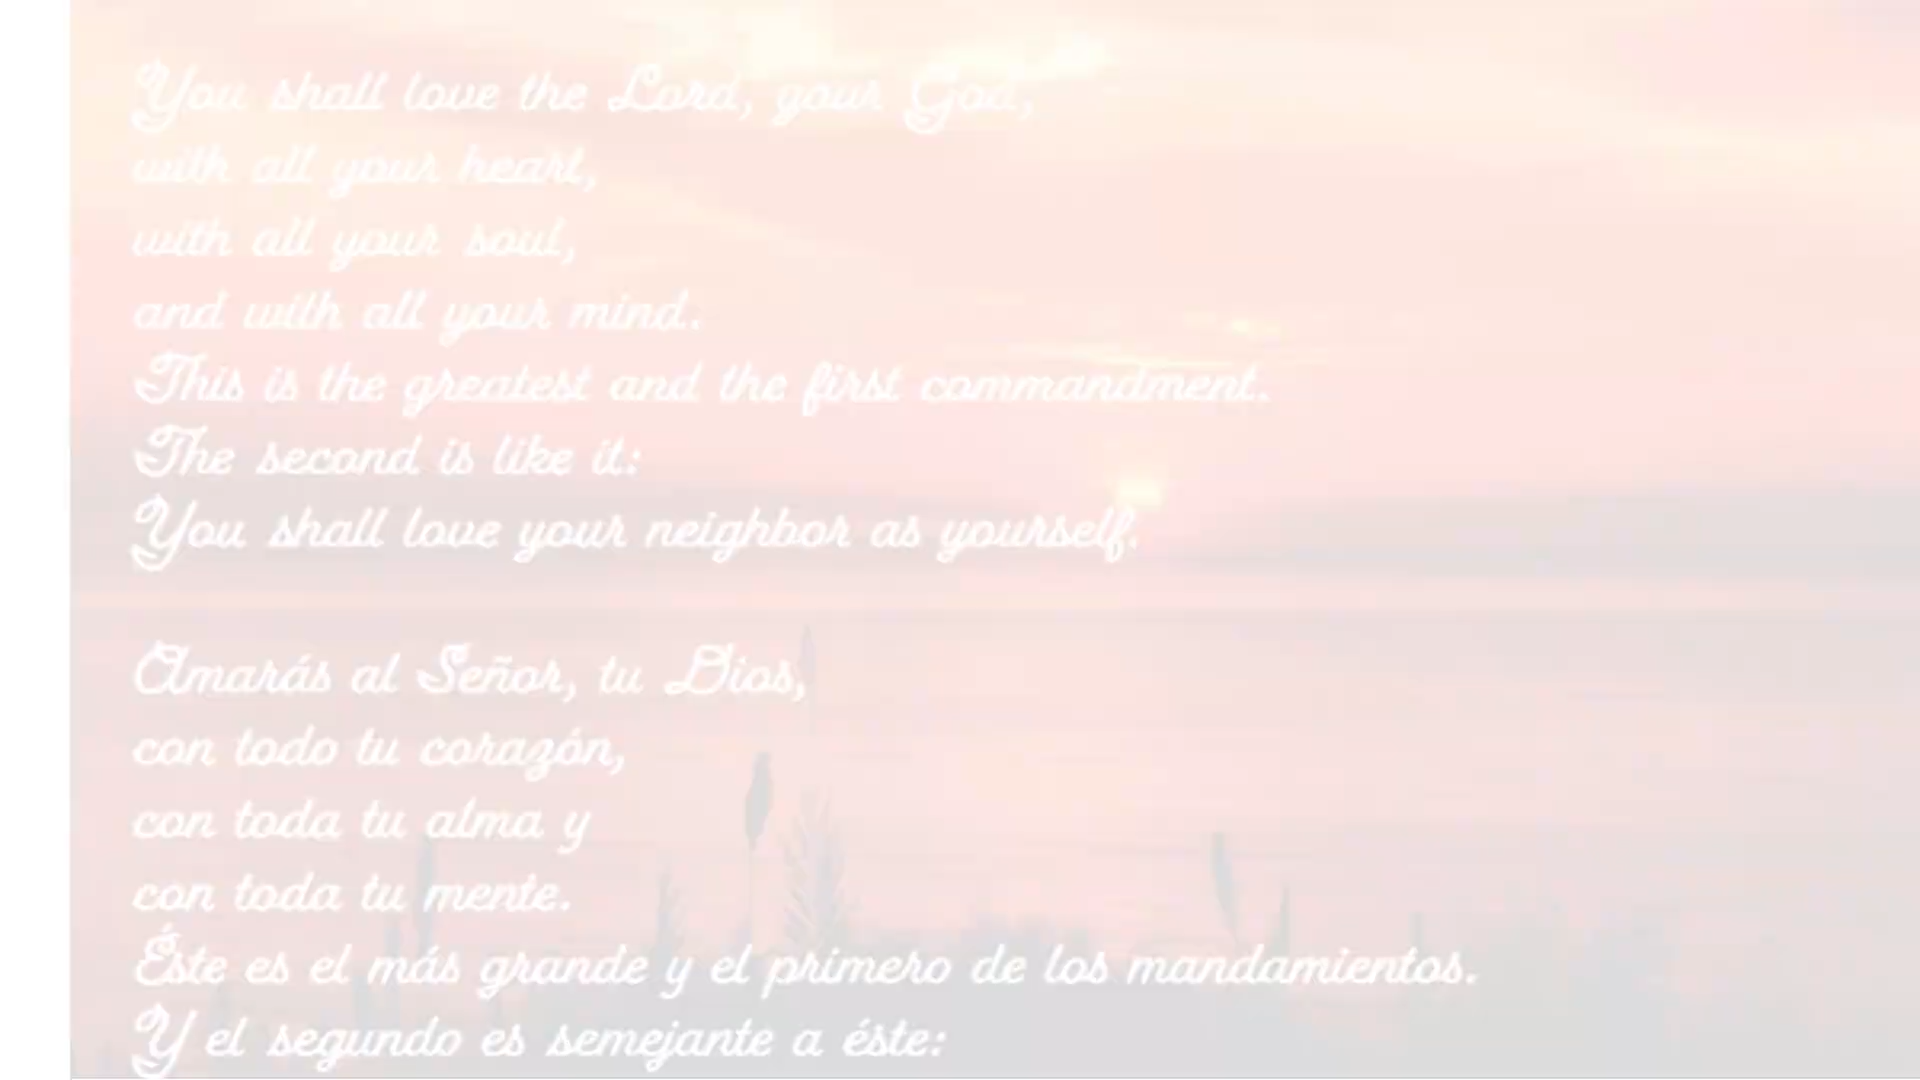 You shall love the Lord, your God,
with all your heart,
with all your soul,
and with all your mind.
This is the greatest and the first commandment.
The second is like it:
You shall love your neighbor as yourself.
Amarás al Señor, tu Dios,
con todo tu corazón,
con toda tu alma y
con toda tu mente.
Éste es el más grande y el primero de los mandamientos.
Y el segundo es semejante a éste: